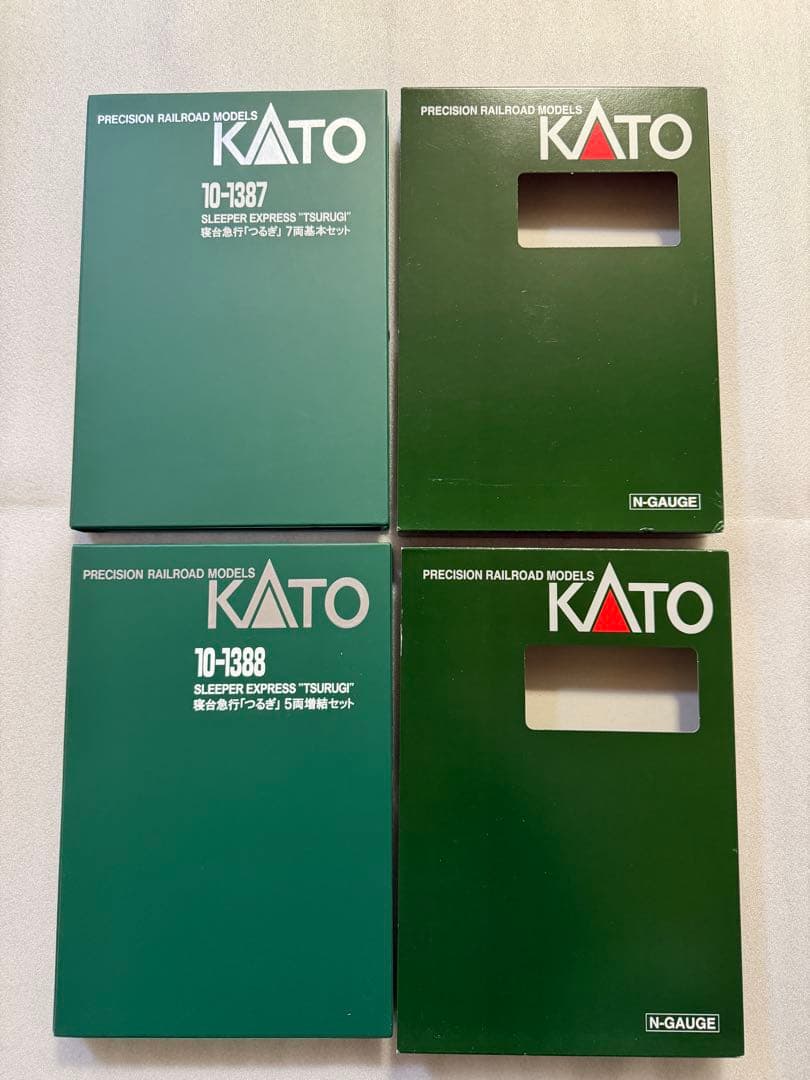 PRECISION RAILROAD MODELS
KATO
10-1387
SLEEPER EXPRESS "TSURUGI"
寝台急行「つるぎ」7両基本セット
PRECISION RAILROAD MODELS
KATO
N-GAUGE
PRECISION RAILROAD MODELS
KATO
10-1388
SLEEPER EXPRESS "TSURUGI"
寝台急行「つるぎ」5両増結セット
PRECISION RAILROAD MODELS
KATO
N-GAUGE